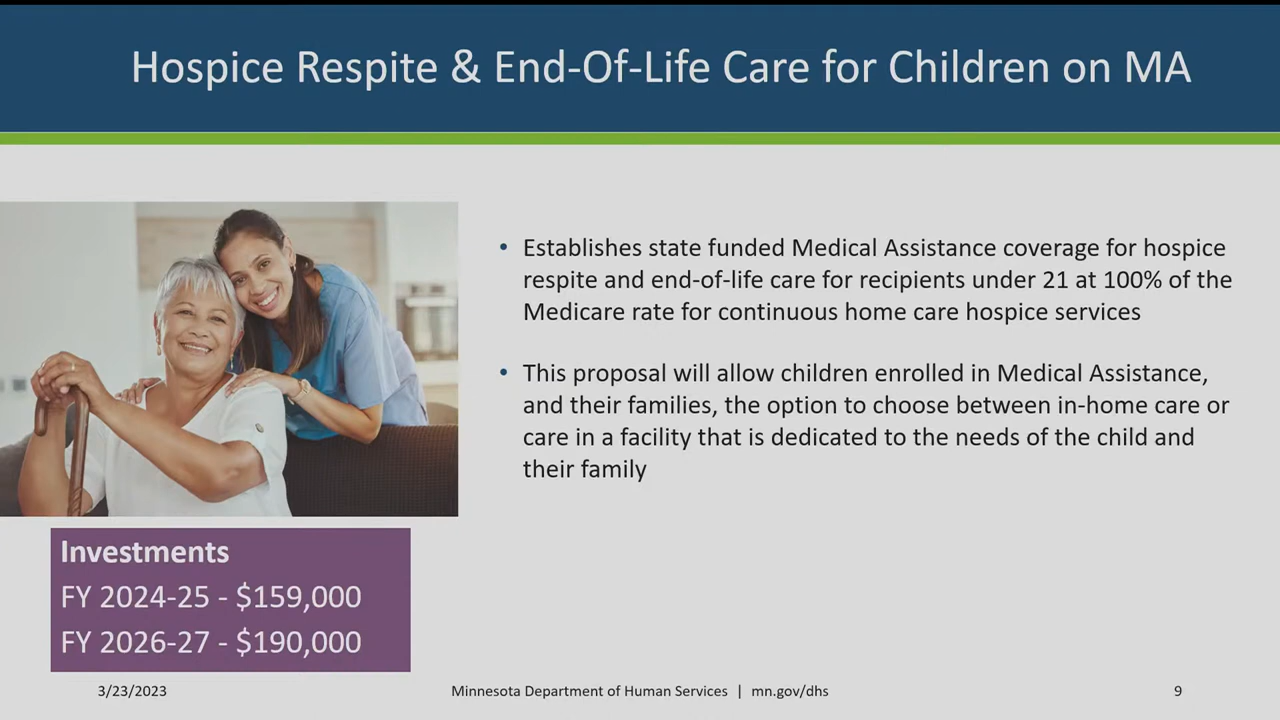 Hospice Respite & End-Of-Life Care for Children on MA
• Establishes state funded Medical Assistance coverage for hospice
respite and end-of-life care for recipients under 21 at 100% of the
Medicare rate for continuous home care hospice services
• This proposal will allow children enrolled in Medical Assistance,
and their families, the option to choose between in-home care or
care in a facility that is dedicated to the needs of the child and
their family
Investments
FY 2024-25 - $159,000
FY 2026-27 - $190,000
3/23/2023
Minnesota Department of Human Services | mn.gov/dhs
9